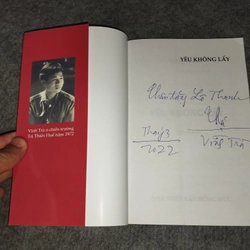 Vĩnh Trà ở chiến trường
Trị Thiên Huế năm 1972
YÊU KHÔNG LẤY
Thân tặng Lê Thanh
Tháng 3
2022
Vĩnh Trà